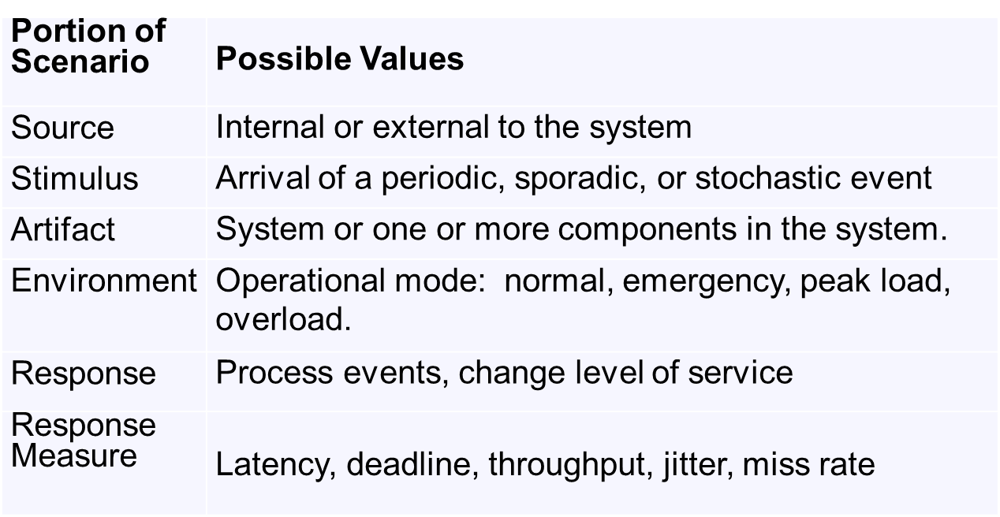 Portion of
Scenario
Possible Values
Source
Internal or external to the system
Stimulus
Arrival of a periodic, sporadic, or stochastic event
Artifact
System or one or more components in the system.
Environment
Operational mode:  normal, emergency, peak load,
overload.
Response
Process events, change level of service
Response
Measure
Latency, deadline, throughput, jitter, miss rate